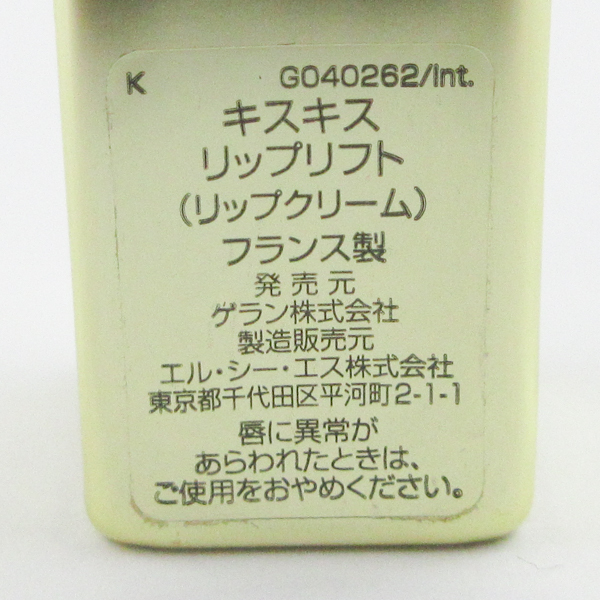 K G040262/Int.
キスキス
リップリフト
(リップクリーム)
フランス製
発売元
ゲラン株式会社
製造販売元
エル・シー・エス株式会社
東京都千代田区平河町2-1-1
唇に異常が
あらわれたときは、
ご使用をおやめください。